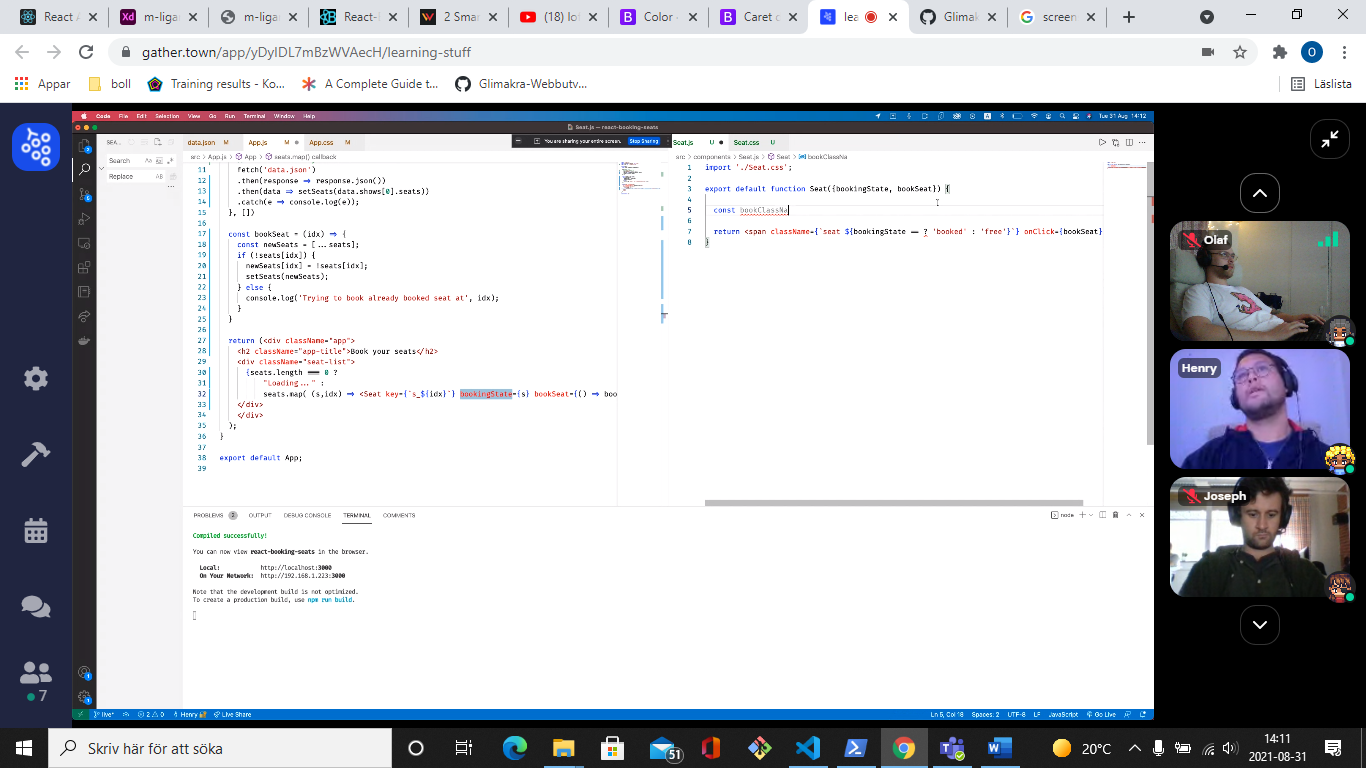 React A
m-ligar
m-ligar
React-I
2 Smar
(18) lof
Color ·
Caret c
lea
Glimak
screen
gather.town/app/yDyIDL7mBzWVAecH/learning-stuff
O
Appar
boll
Training results - Ko...
A Complete Guide t...
Glimakra-Webbutv...
Läslista
Code File Edit Selection View Go Run Terminal Window Help
Tue 31 Aug 14:12
Seat.js — react-booking-seats
SEA...
data.json M
App.js M
App.css M
You are sharing your entire screen.
Stop Sharing
Seat.js U
Seat.css U
Search
Replace
src > App.js > App > seats.map() callback
11 fetch('data.json')
12 .then(response => response.json())
13 .then(data => setSeats(data.shows[0].seats))
14 .catch(e => console.log(e));
15 }, [])
16
17 const bookSeat = (idx) => {
18 const newSeats = [...seats];
19 if (!seats[idx]) {
20 newSeats[idx] = !seats[idx];
21 setSeats(newSeats);
22 } else {
23 console.log('Trying to book already booked seat at', idx);
24 }
25 }
26
27 return (<div className="app">
28 <h2 className="app-title">Book your seats</h2>
29 <div className="seat-list">
30 {seats.length === 0 ?
31 "Loading..." :
32 seats.map( (s,idx) => <Seat key={`s_${idx}`} bookingState={s} bookSeat={() => boo
33 </div>
34 </div>
35 );
36 }
37
38 export default App;
39
src > components > Seat.js > Seat > bookClassNa
1 import './Seat.css';
2
3 export default function Seat({bookingState, bookSeat}) {
4
5 const bookClassNa
6
7 return <span className={`seat ${bookingState == ? 'booked' : 'free'}`} onClick={bookSeat}
8 }
PROBLEMS 2 OUTPUT DEBUG CONSOLE TERMINAL COMMENTS
node
Compiled successfully!
You can now view react-booking-seats in the browser.
Local: http://localhost:3000
On Your Network: http://192.168.1.223:3000
Note that the development build is not optimized.
To create a production build, use npm run build.
live* 2 0 Henry Live Share
Ln 5, Col 18 Spaces: 2 UTF-8 LF JavaScript Go Live
7
Olaf
Henry
Joseph
Skriv här för att söka
51
20°C
14:11
2021-08-31